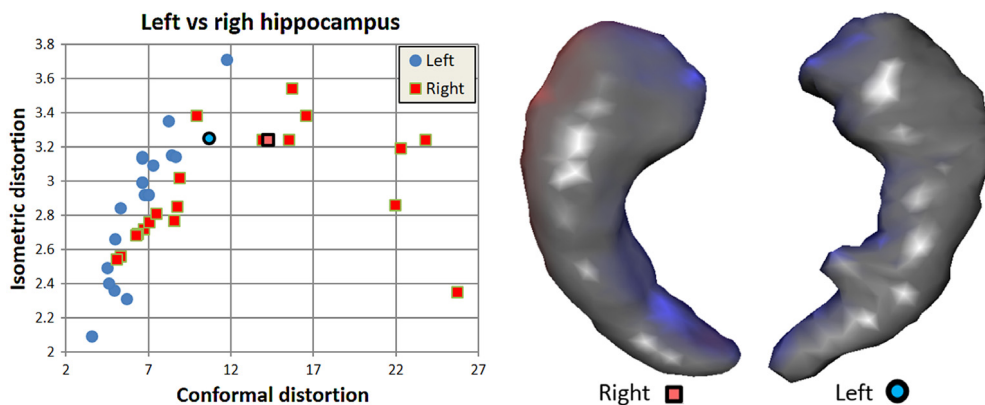 Left vs righ hippocampus
Left
Right
3.8
3.6
3.4
3.2
3
2.8
2.6
2.4
2.2
2
Isometric distortion
2 7 12 17 22 27
Conformal distortion
Right
Left